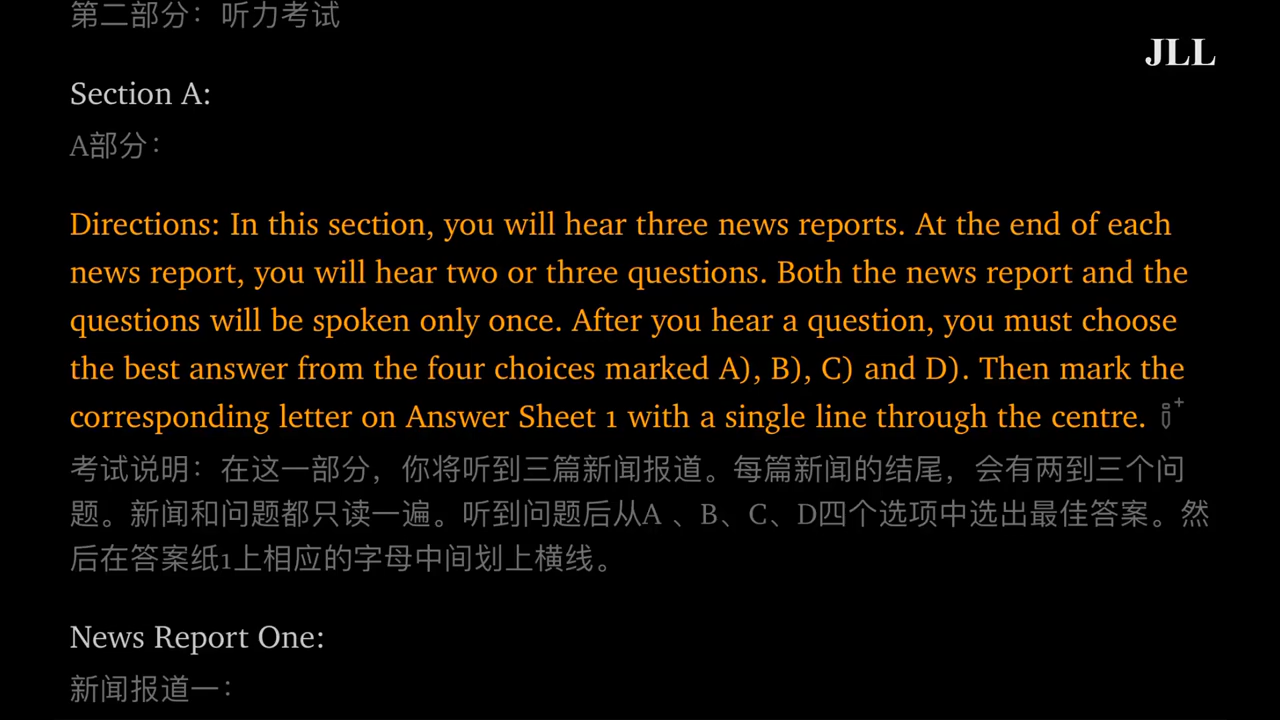 第二部分：听力考试
JLL
Section A:
A部分：
Directions: In this section, you will hear three news reports. At the end of each
news report, you will hear two or three questions. Both the news report and the
questions will be spoken only once. After you hear a question, you must choose
the best answer from the four choices marked A), B), C) and D). Then mark the
corresponding letter on Answer Sheet 1 with a single line through the centre.
考试说明：在这一部分，你将听到三篇新闻报道。每篇新闻的结尾，会有两到三个问
题。新闻和问题都只读一遍。听到问题后从A 、B、C、D四个选项中选出最佳答案。然
后在答案纸1上相应的字母中间划上横线。
News Report One:
新闻报道一：